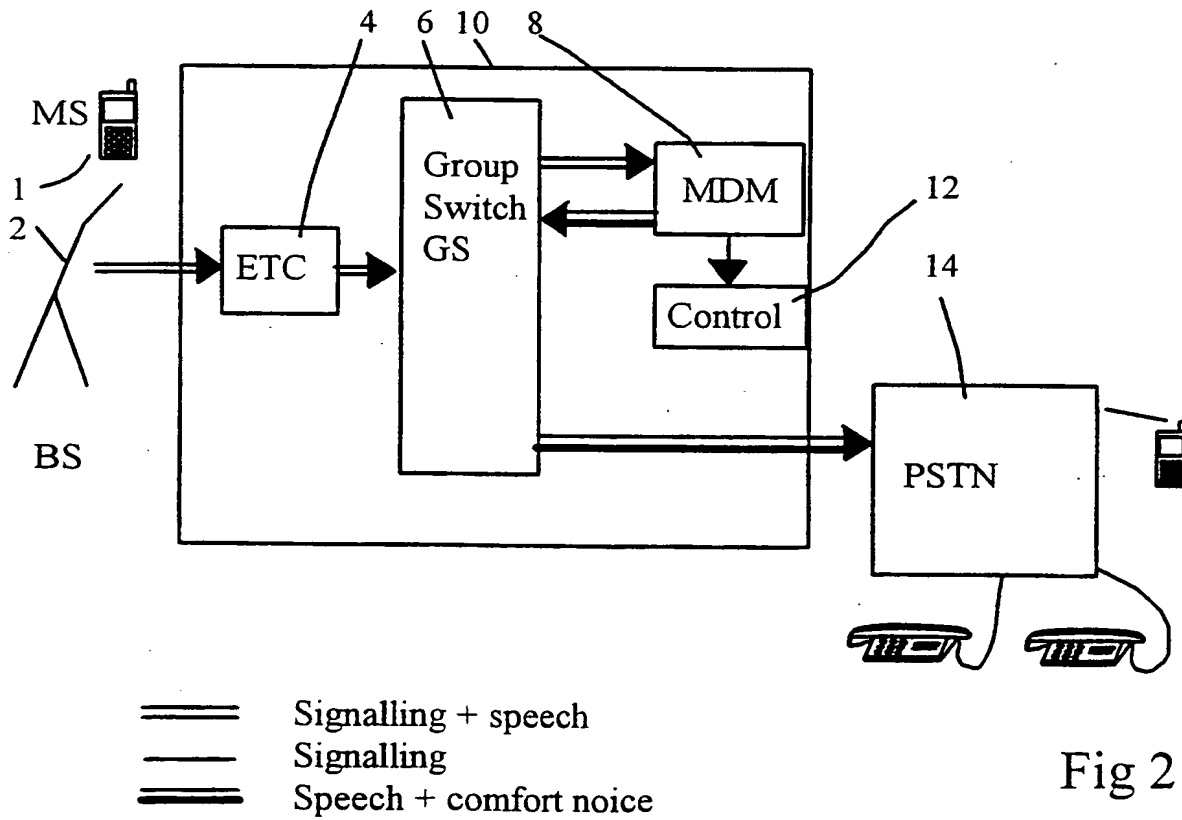 4 6 10 8
MS
1
2
Group
Switch
GS
MDM
12
ETC
Control
14
BS
PSTN
Signalling + speech
Signalling
Speech + comfort noice
Fig 2